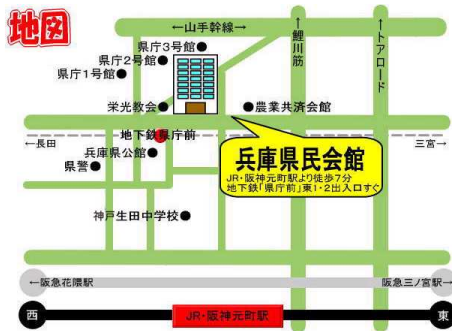 地図
←山手幹線→
県庁3号館
県庁2号館
県庁1号館
←鯉川筋
←トアロード
栄光教会
農業共済会館
地下鉄県庁前
←長田
三宮→
兵庫県公館
県警
兵庫県民会館
JR・阪神元町駅より徒歩7分
地下鉄「県庁前」東1・2出入口すぐ
神戸生田中学校
←阪急花隈駅
阪急三ノ宮駅→
西
JR・阪神元町駅
東